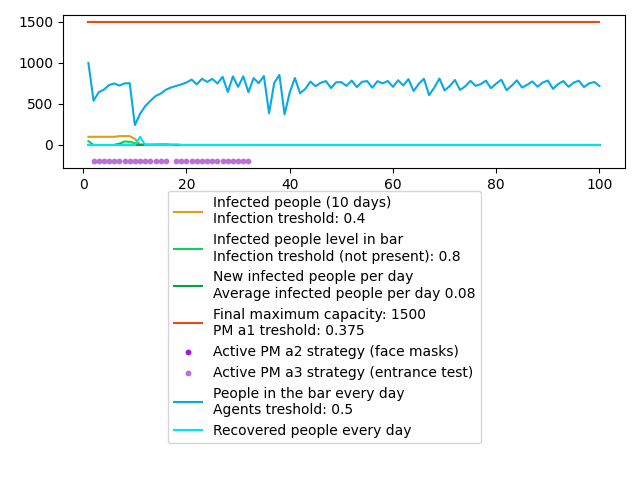 1500
1000
500
0
0
20
40
60
80
100
Infected people (10 days)
Infection treshold: 0.4
Infected people level in bar
Infection treshold (not present): 0.8
New infected people per day
Average infected people per day 0.08
Final maximum capacity: 1500
PM a1 treshold: 0.375
Active PM a2 strategy (face masks)
Active PM a3 strategy (entrance test)
People in the bar every day
Agents treshold: 0.5
Recovered people every day